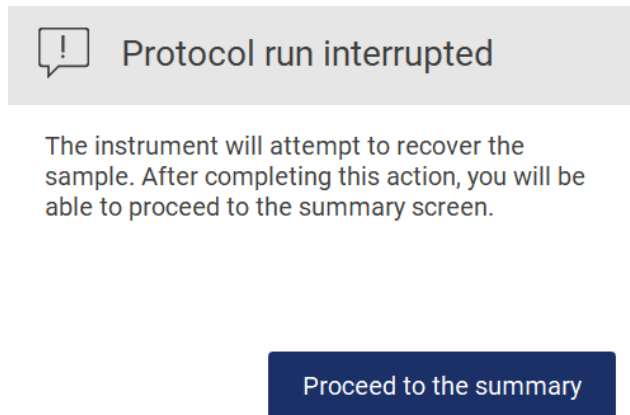 Protocol run interrupted
The instrument will attempt to recover the
sample. After completing this action, you will be
able to proceed to the summary screen.
Proceed to the summary